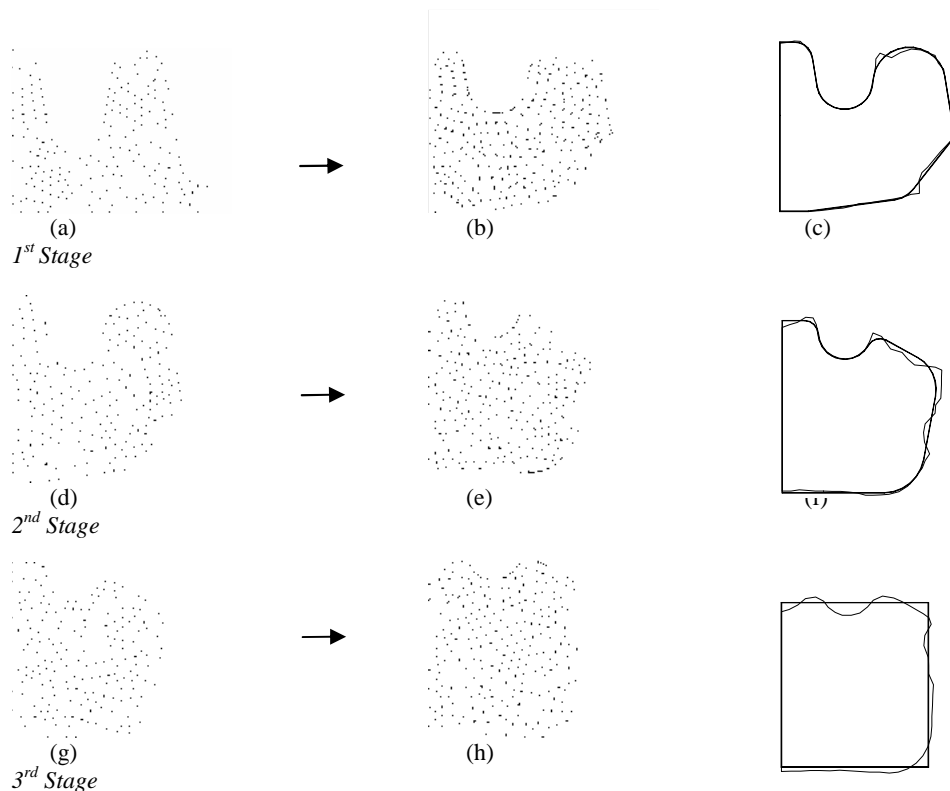 (a) (b) (c)
1st Stage
(d) (e)
2nd Stage
(g) (h)
3rd Stage